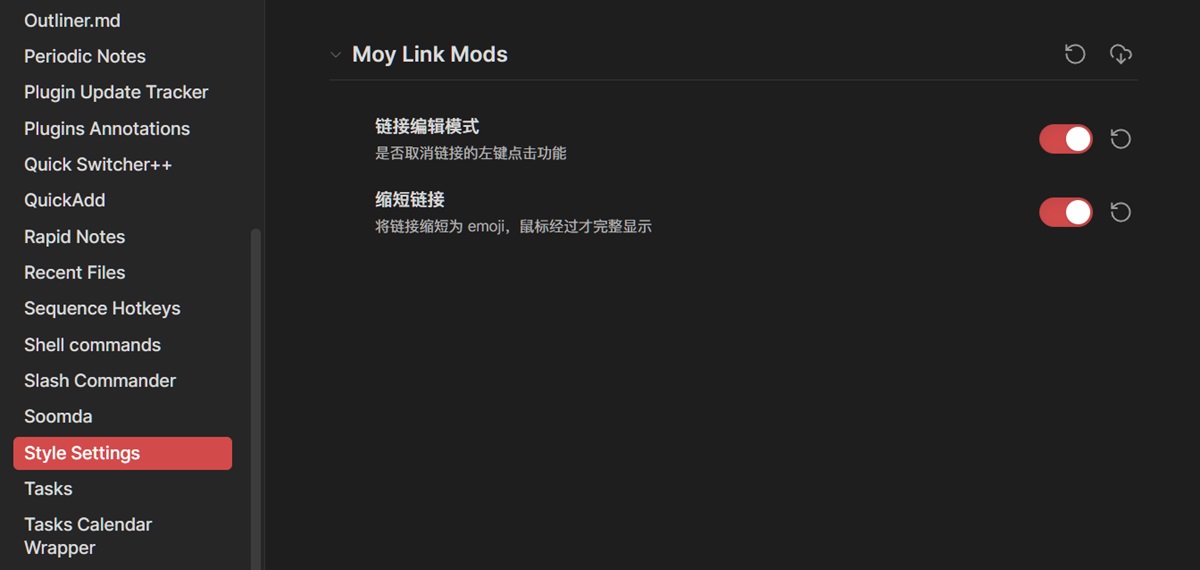 Outliner.md
Periodic Notes
Plugin Update Tracker
Plugins Annotations
Quick Switcher++
QuickAdd
Rapid Notes
Recent Files
Sequence Hotkeys
Shell commands
Slash Commander
Soomda
Style Settings
Tasks
Tasks Calendar
Wrapper
Moy Link Mods
链接编辑模式
是否取消链接的左键点击功能
缩短链接
将链接缩短为 emoji，鼠标经过才完整显示